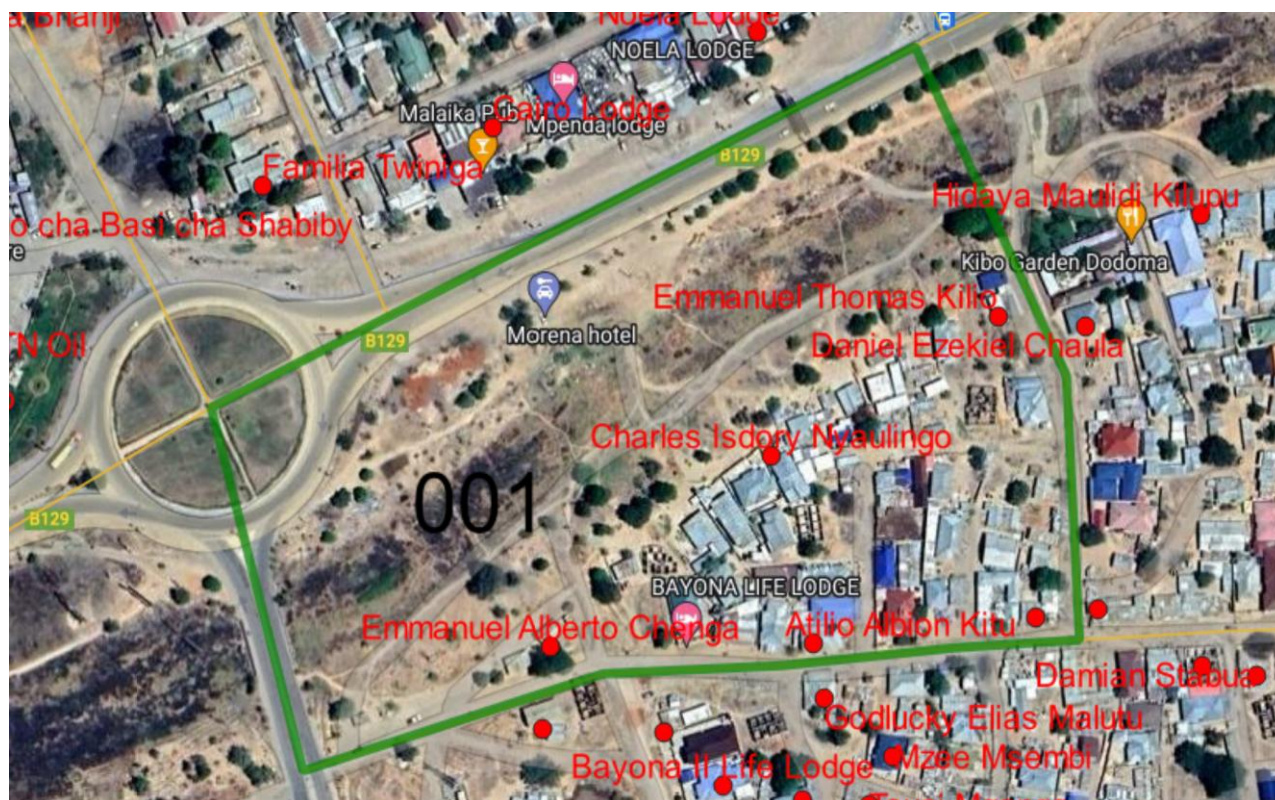 a Bhanji
Noela Lodge
NOELA LODGE
Malaika Pub
Cairo Lodge
Mpenda lodge
B129
Familia Twiniga
Hidaya Maulidi Kilupu
o cha Basi cha Shabiby
re
Kibo Garden Dodoma
Emmanuel Thomas Kilio
Morena hotel
B129
N Oil
Daniel Ezekiel Chaula
Charles Isdory Nyaulingo
001
B129
BAYONA LIFE LODGE
Emmanuel Alberto Chenga
Atilio Albion Kitu
Damian Stabua
Godlucky Elias Malutu
Mzee Msembi
Bayona II Life Lodge